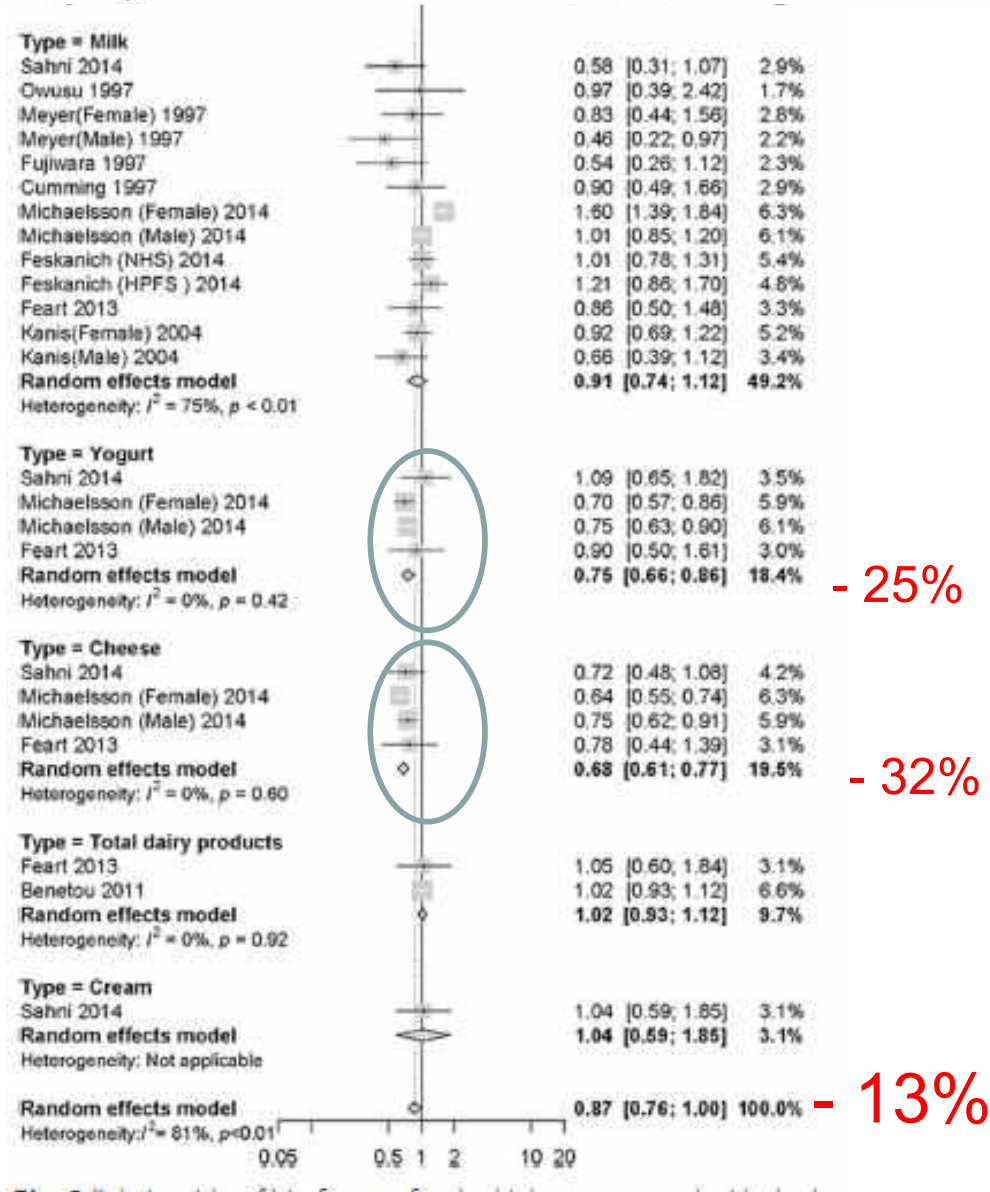 Type = Milk
Sahni 2014 0.58 [0.31; 1.07] 2.9%
Owusu 1997 0.97 [0.39; 2.42] 1.7%
Meyer(Female) 1997 0.83 [0.44; 1.56] 2.8%
Meyer(Male) 1997 0.46 [0.22; 0.97] 2.2%
Fujiwara 1997 0.54 [0.26; 1.12] 2.3%
Cumming 1997 0.90 [0.49; 1.66] 2.9%
Michaelsson (Female) 2014 1.60 [1.39; 1.84] 6.3%
Michaelsson (Male) 2014 1.01 [0.85; 1.20] 6.1%
Feskanich (NHS) 2014 1.01 [0.78; 1.31] 5.4%
Feskanich (HPFS ) 2014 1.21 [0.86; 1.70] 4.8%
Feart 2013 0.86 [0.50; 1.48] 3.3%
Kanis(Female) 2004 0.92 [0.69; 1.22] 5.2%
Kanis(Male) 2004 0.66 [0.39; 1.12] 3.4%
Random effects model 0.91 [0.74; 1.12] 49.2%
Heterogeneity: I² = 75%, p < 0.01
Type = Yogurt
Sahni 2014 1.09 [0.65; 1.82] 3.5%
Michaelsson (Female) 2014 0.70 [0.57; 0.86] 5.9%
Michaelsson (Male) 2014 0.75 [0.63; 0.90] 6.1%
Feart 2013 0.90 [0.50; 1.61] 3.0%
Random effects model 0.75 [0.66; 0.86] 18.4%
- 25%
Heterogeneity: I² = 0%, p = 0.42
Type = Cheese
Sahni 2014 0.72 [0.48; 1.08] 4.2%
Michaelsson (Female) 2014 0.64 [0.55; 0.74] 6.3%
Michaelsson (Male) 2014 0.75 [0.62; 0.91] 5.9%
Feart 2013 0.78 [0.44; 1.39] 3.1%
Random effects model 0.68 [0.61; 0.77] 19.5%
- 32%
Heterogeneity: I² = 0%, p = 0.60
Type = Total dairy products
Feart 2013 1.05 [0.60; 1.84] 3.1%
Benetou 2011 1.02 [0.93; 1.12] 6.6%
Random effects model 1.02 [0.93; 1.12] 9.7%
Heterogeneity: I² = 0%, p = 0.92
Type = Cream
Sahni 2014 1.04 [0.59; 1.85] 3.1%
Random effects model 1.04 [0.59; 1.85] 3.1%
Heterogeneity: Not applicable
Random effects model 0.87 [0.76; 1.00] 100.0% - 13%
Heterogeneity: I² = 81%, p<0.01
0.05 0.5 1 2 10 20